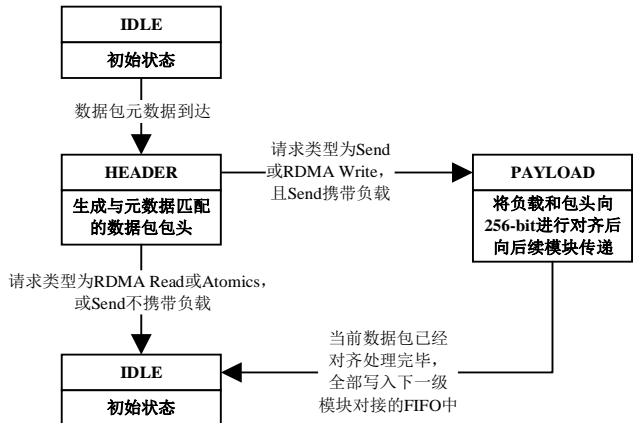 IDLE
初始状态
数据包元数据到达
HEADER
生成与元数据匹配
的数据包包头
请求类型为Send
或RDMA Write，
且Send携带负载
PAYLOAD
将负载和包头向
256-bit进行对齐后
向后续模块传递
请求类型为RDMA Read或Atomics，
或Send不携带负载
当前数据包已经
对齐处理完毕，
全部写入下一级
模块对接的FIFO中
IDLE
初始状态